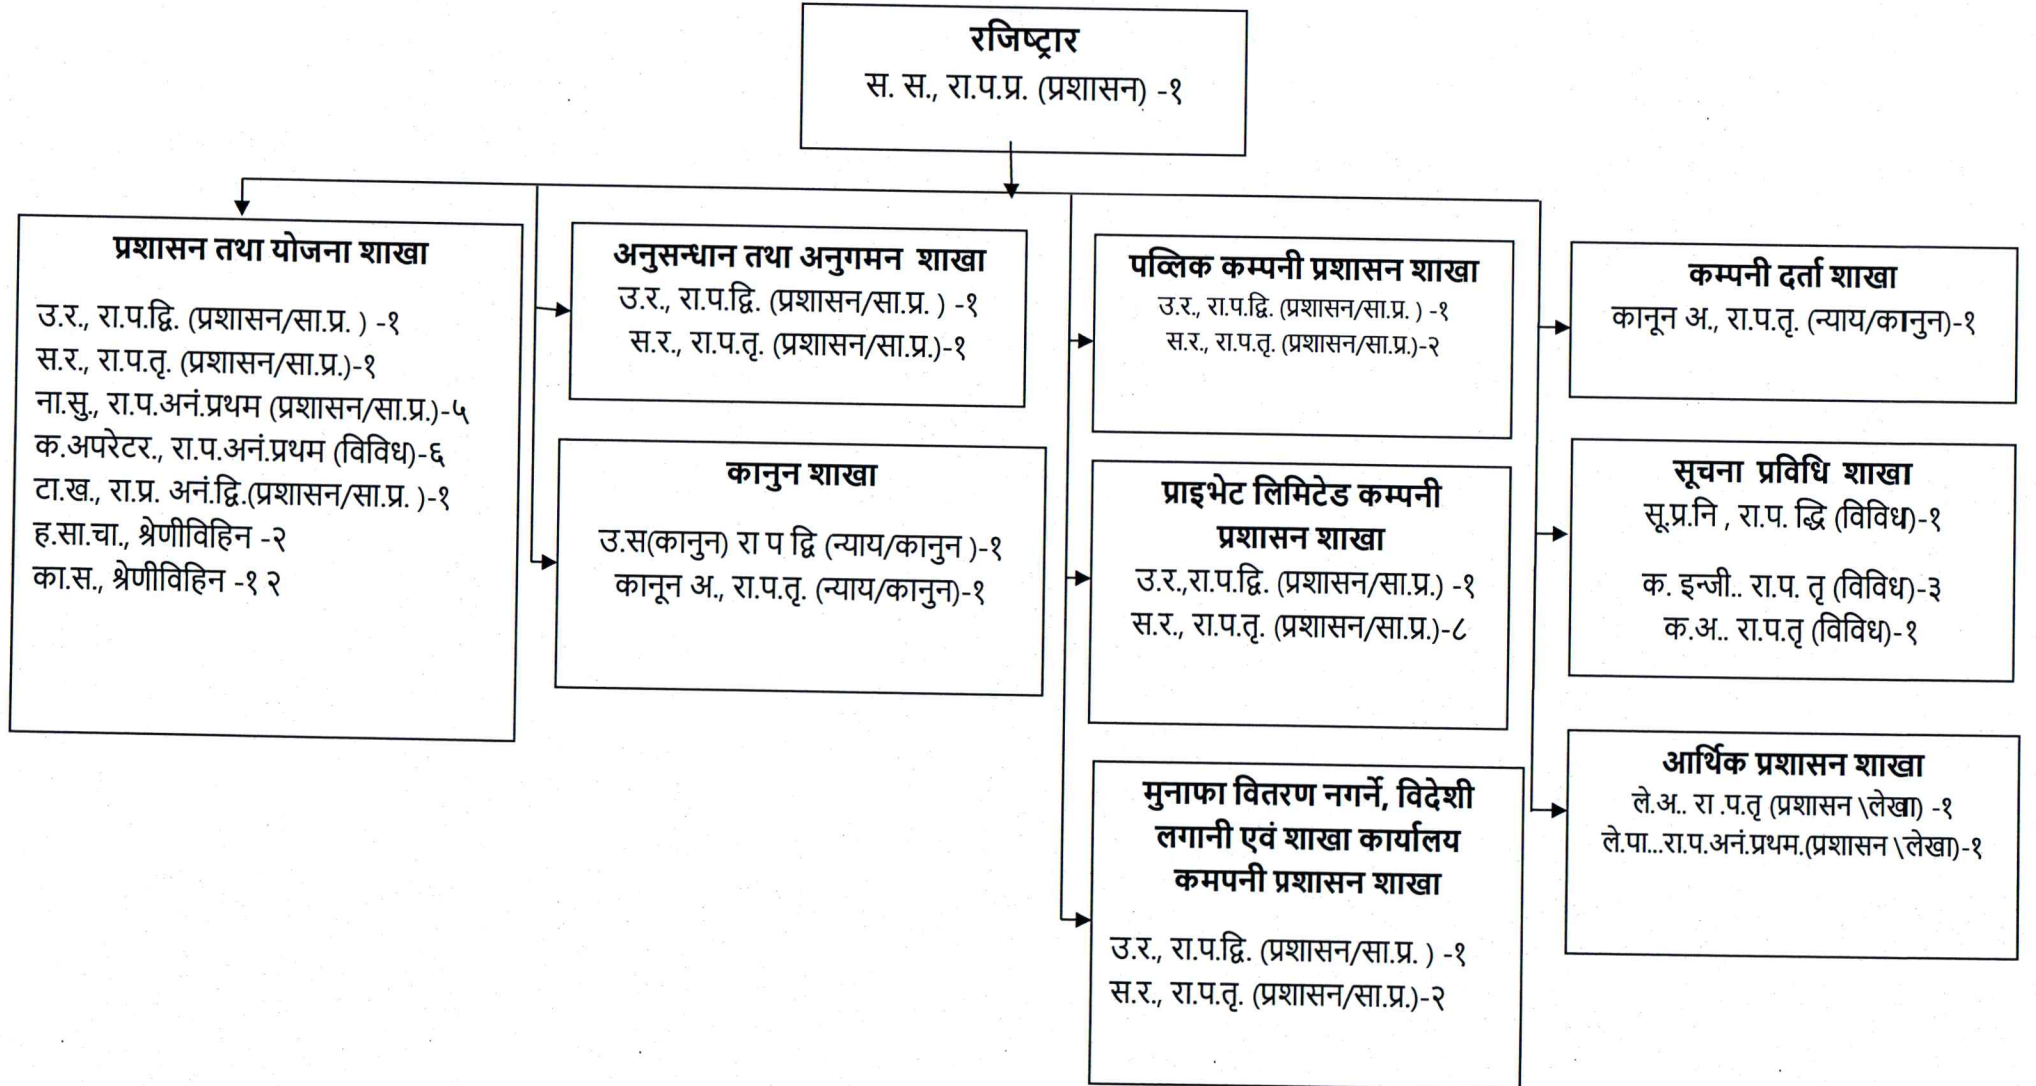 रजिष्ट्रार
स. स., रा.प.प्र. (प्रशासन) -१
प्रशासन तथा योजना शाखा
उ.र., रा.प.द्वि. (प्रशासन/सा.प्र. ) -१
स.र., रा.प.तृ. (प्रशासन/सा.प्र.)-१
ना.सु., रा.प.अनं.प्रथम (प्रशासन/सा.प्र.)-५
क.अपरेटर., रा.प.अनं.प्रथम (विविध)-६
टा.ख., रा.प्र. अनं.द्वि.(प्रशासन/सा.प्र. )-१
ह.सा.चा., श्रेणीविहिन -२
का.स., श्रेणीविहिन -१२
अनुसन्धान तथा अनुगमन शाखा
उ.र., रा.प.द्वि. (प्रशासन/सा.प्र. ) -१
स.र., रा.प.तृ. (प्रशासन/सा.प्र.)-१
कानुन शाखा
उ.स(कानुन) रा प द्वि (न्याय/कानुन )-१
कानून अ., रा.प.तृ. (न्याय/कानुन)-१
पव्लिक कम्पनी प्रशासन शाखा
उ.र., रा.प.द्वि. (प्रशासन/सा.प्र. ) -१
स.र., रा.प.तृ. (प्रशासन/सा.प्र.)-२
प्राइभेट लिमिटेड कम्पनी
प्रशासन शाखा
उ.र.,रा.प.द्वि. (प्रशासन/सा.प्र.) -१
स.र., रा.प.तृ. (प्रशासन/सा.प्र.)-८
मुनाफा वितरण नगर्ने, विदेशी
लगानी एवं शाखा कार्यालय
कमपनी प्रशासन शाखा
उ.र., रा.प.द्वि. (प्रशासन/सा.प्र. ) -१
स.र., रा.प.तृ. (प्रशासन/सा.प्र.)-२
कम्पनी दर्ता शाखा
कानून अ., रा.प.तृ. (न्याय/कानुन)-१
सूचना प्रविधि शाखा
सू.प्र.नि , रा.प. द्धि (विविध)-१
क. इन्जी.. रा.प. तृ (विविध)-३
क.अ.. रा.प.तृ (विविध)-१
आर्थिक प्रशासन शाखा
ले.अ.. रा .प.तृ (प्रशासन \लेखा) -१
ले.पा...रा.प.अनं.प्रथम.(प्रशासन \लेखा)-१